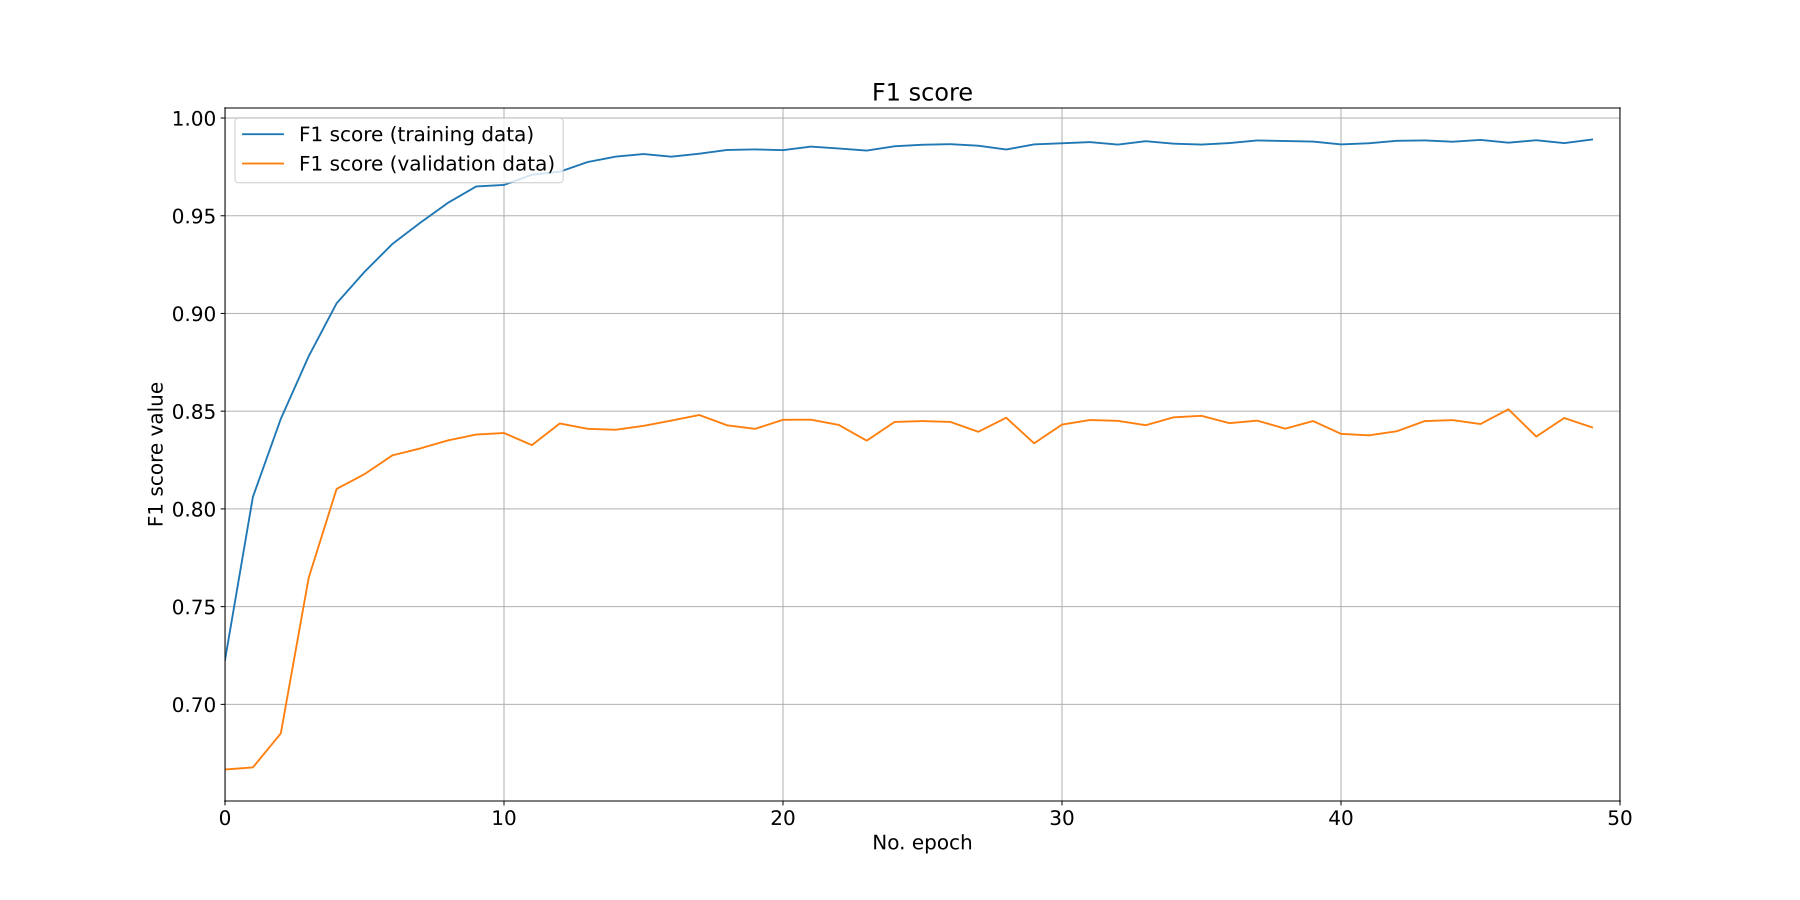 F1 score
F1 score (training data)
F1 score (validation data)
F1 score value
1.00
0.95
0.90
0.85
0.80
0.75
0.70
0 10 20 30 40 50
No. epoch